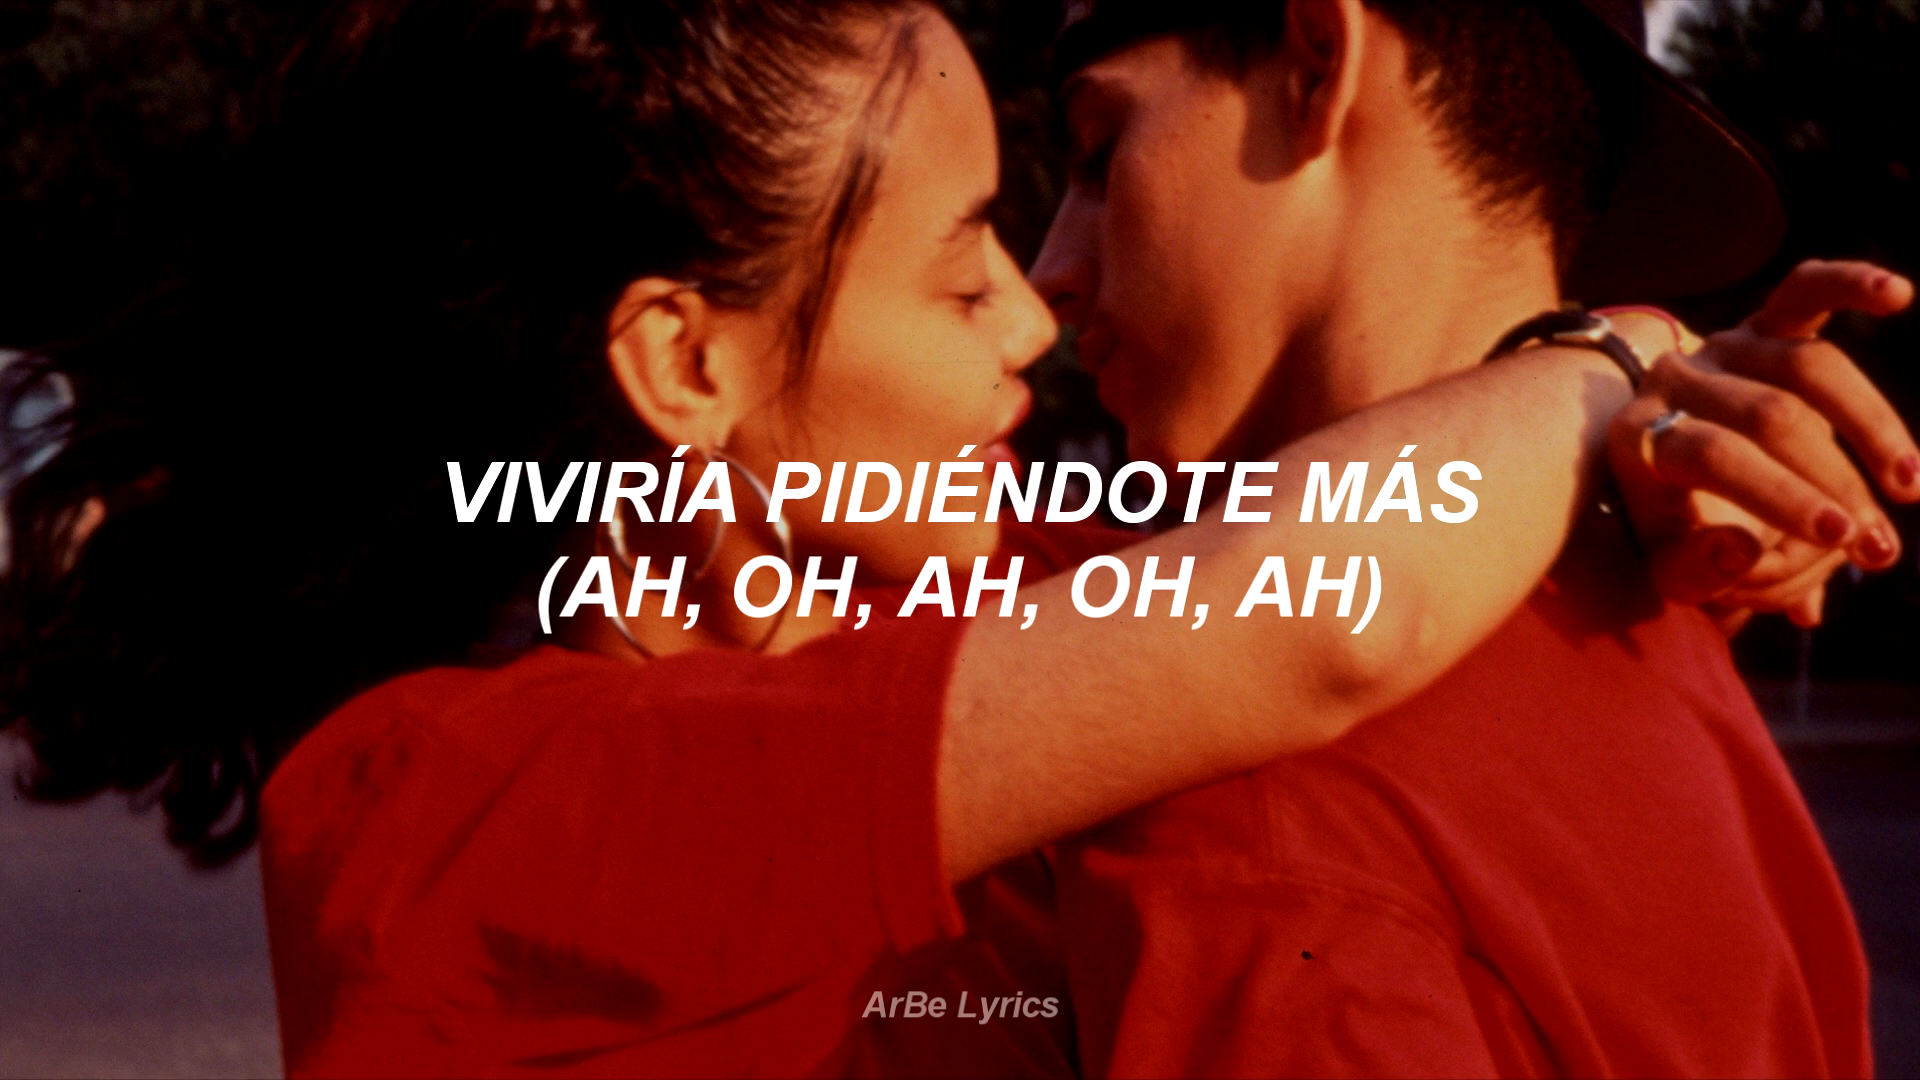 VIVIRÍA PIDIÉNDOTE MÁS
(AH, OH, AH, OH, AH)
ArBe Lyrics